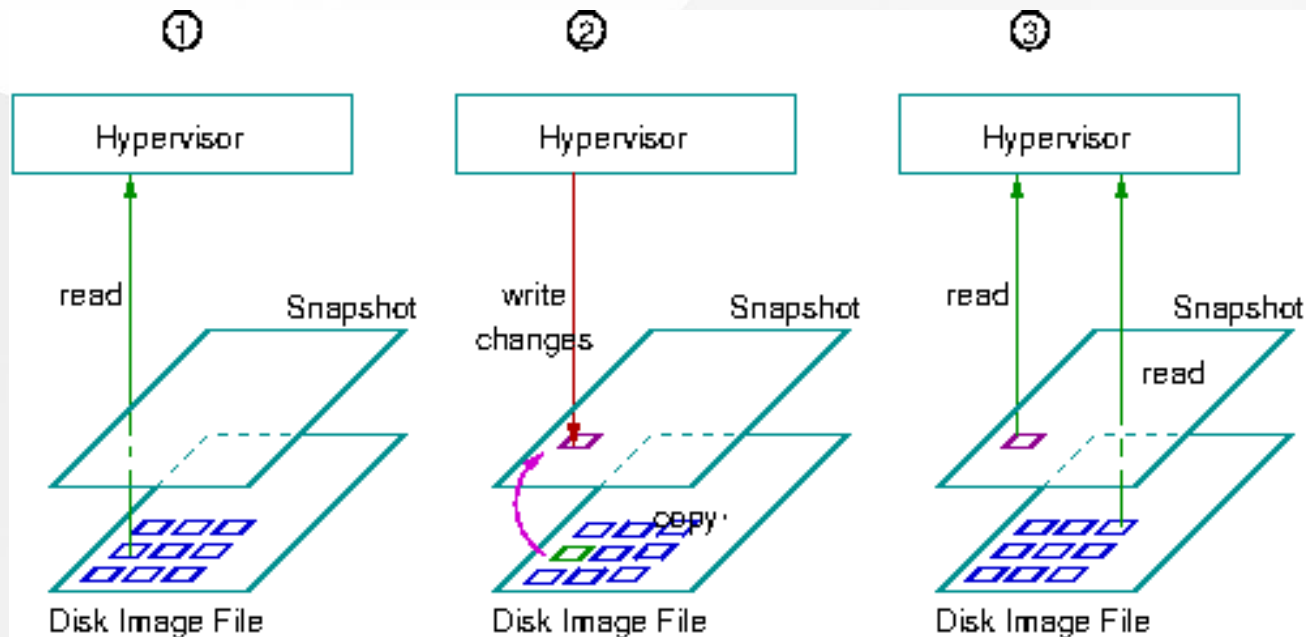 ① ② ③
Hypervisor Hypervisor Hypervisor
read Snapshot write read Snapshot
changes read
copy
Disk Image File Disk Image File Disk Image File